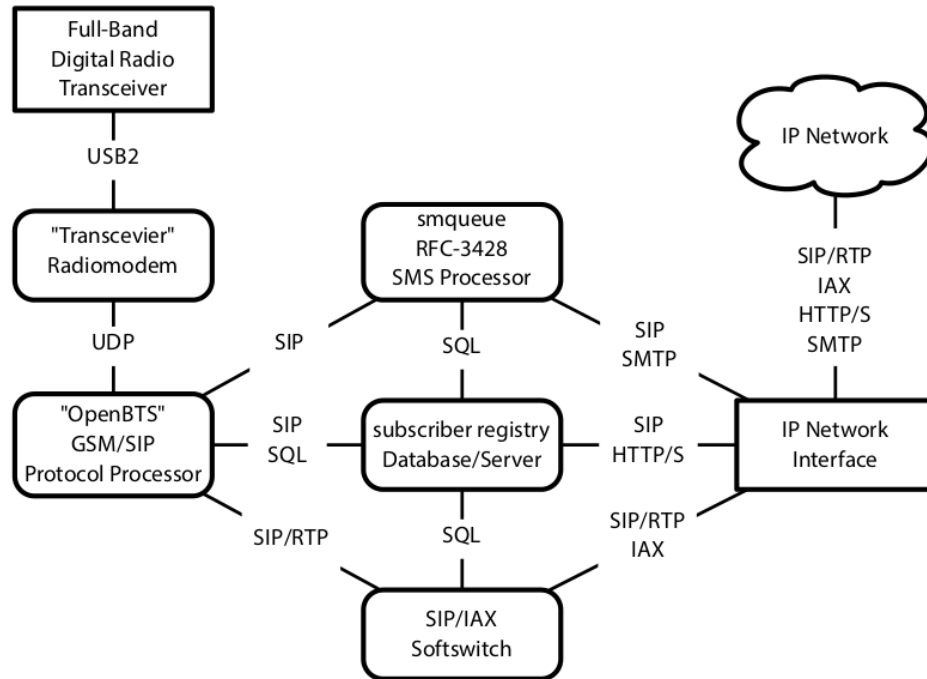 Full-Band
Digital Radio
Transceiver
USB2
"Transcevier"
Radiomodem
UDP
"OpenBTS"
GSM/SIP
Protocol Processor
SIP
SIP
SQL
SIP/RTP
smqueue
RFC-3428
SMS Processor
SQL
subscriber registry
Database/Server
SQL
SIP/IAX
Softswitch
SIP
SMTP
SIP
HTTP/S
SIP/RTP
IAX
IP Network
SIP/RTP
IAX
HTTP/S
SMTP
IP Network
Interface